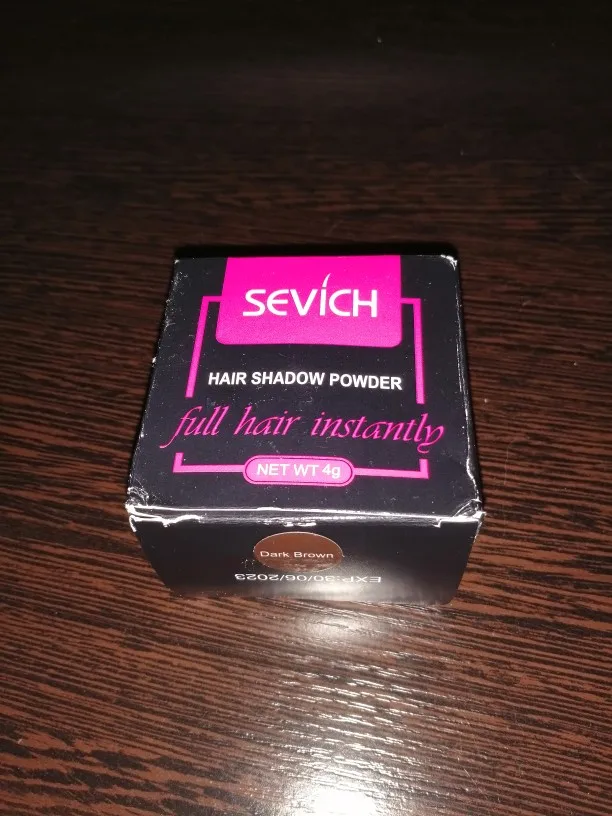 SEVICH
HAIR SHADOW POWDER
full hair instantly
NET WT 4g
Dark Brown
EXP:30/06/2023